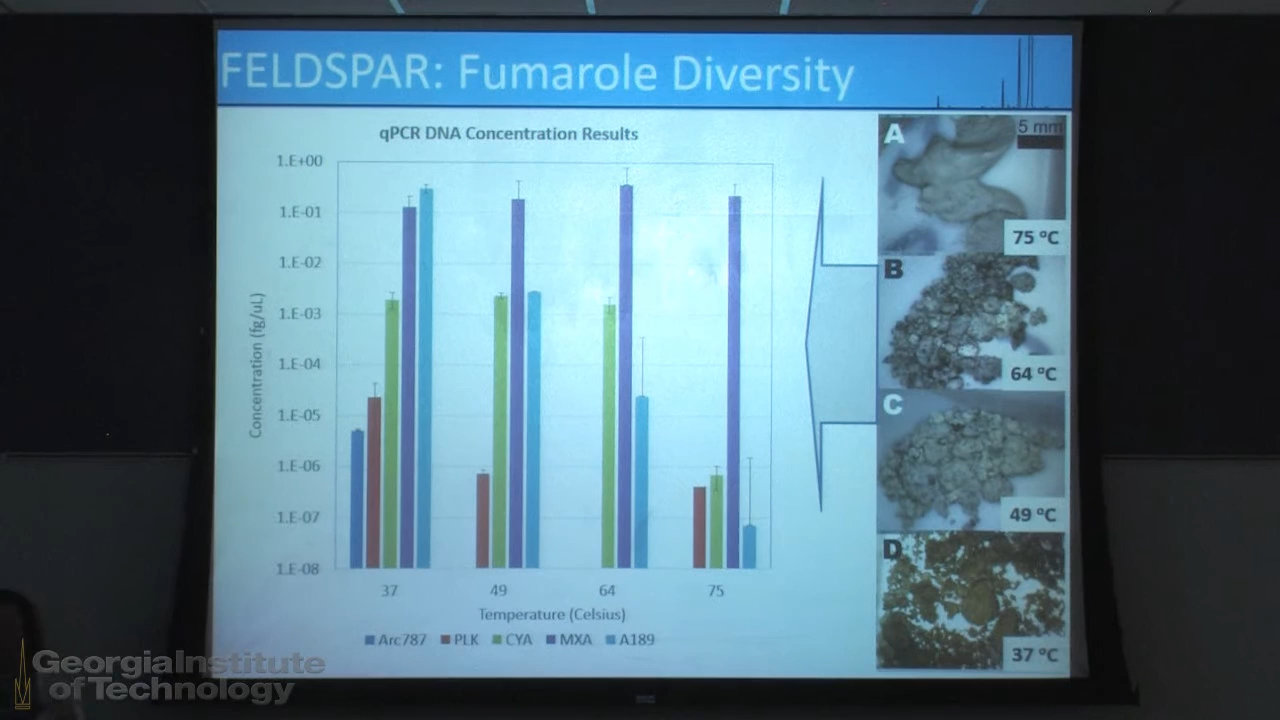 FELDSPAR: Fumarole Diversity
qPCR DNA Concentration Results
1.E+00
1.E-01
1.E-02
1.E-03
1.E-04
1.E-05
1.E-06
1.E-07
1.E-08
Concentration (fg/uL)
37 49 64 75
Temperature (Celsius)
Arc787 PLK CYA MXA A189
A
5 mm
75 °C
B
64 °C
C
49 °C
D
37 °C
GeorgiaInstitute
of Technology